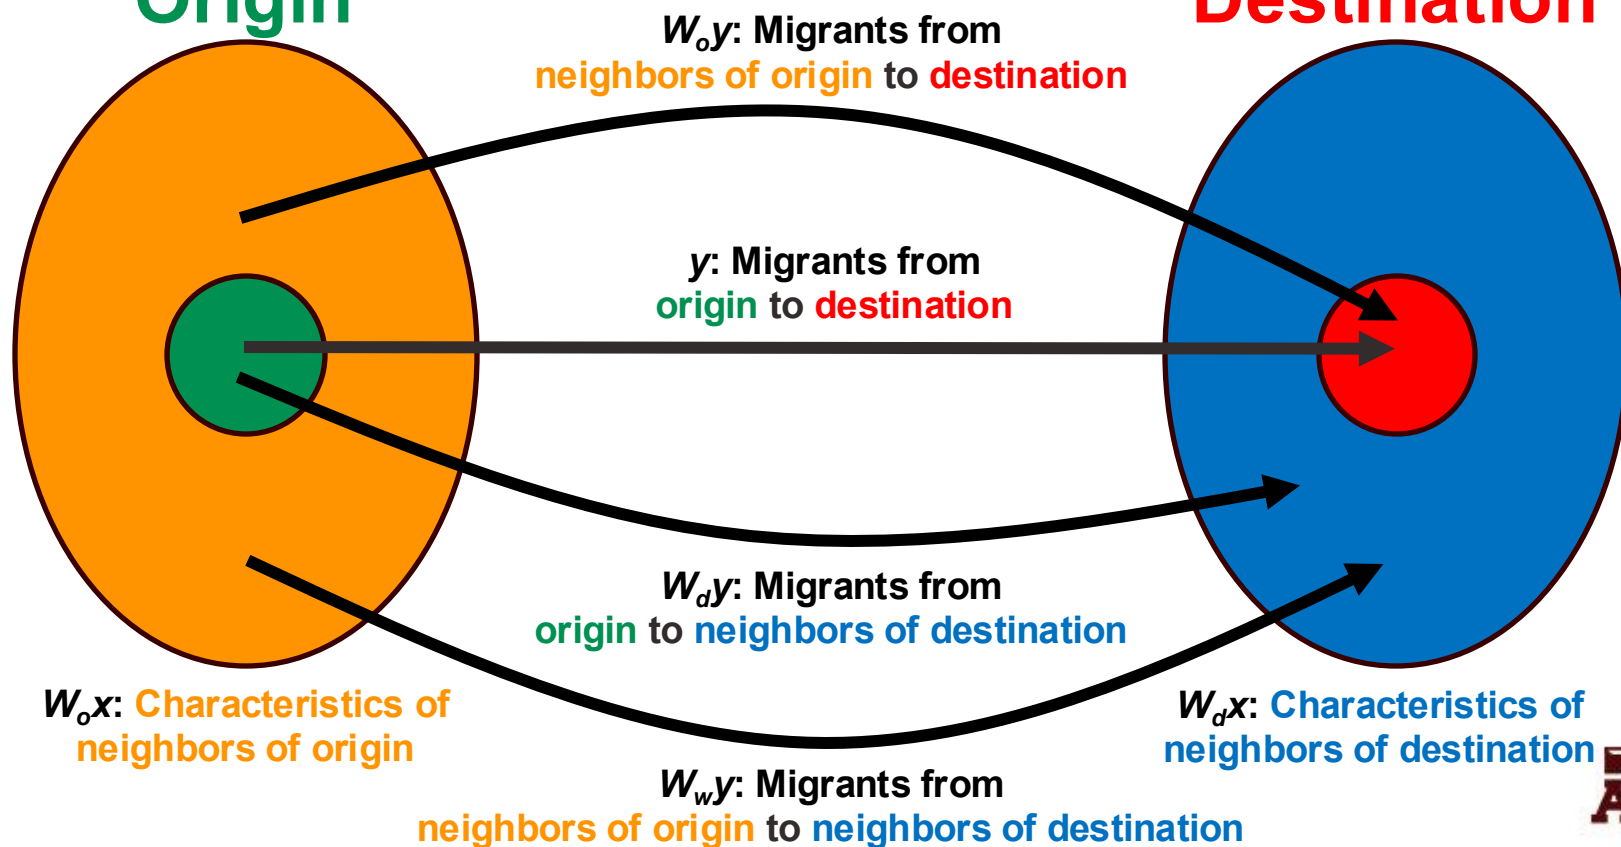 Origin
Destination
Woy: Migrants from
neighbors of origin to destination
y: Migrants from
origin to destination
Wdy: Migrants from
origin to neighbors of destination
Wox: Characteristics of
neighbors of origin
Wdx: Characteristics of
neighbors of destination
Wwy: Migrants from
neighbors of origin to neighbors of destination